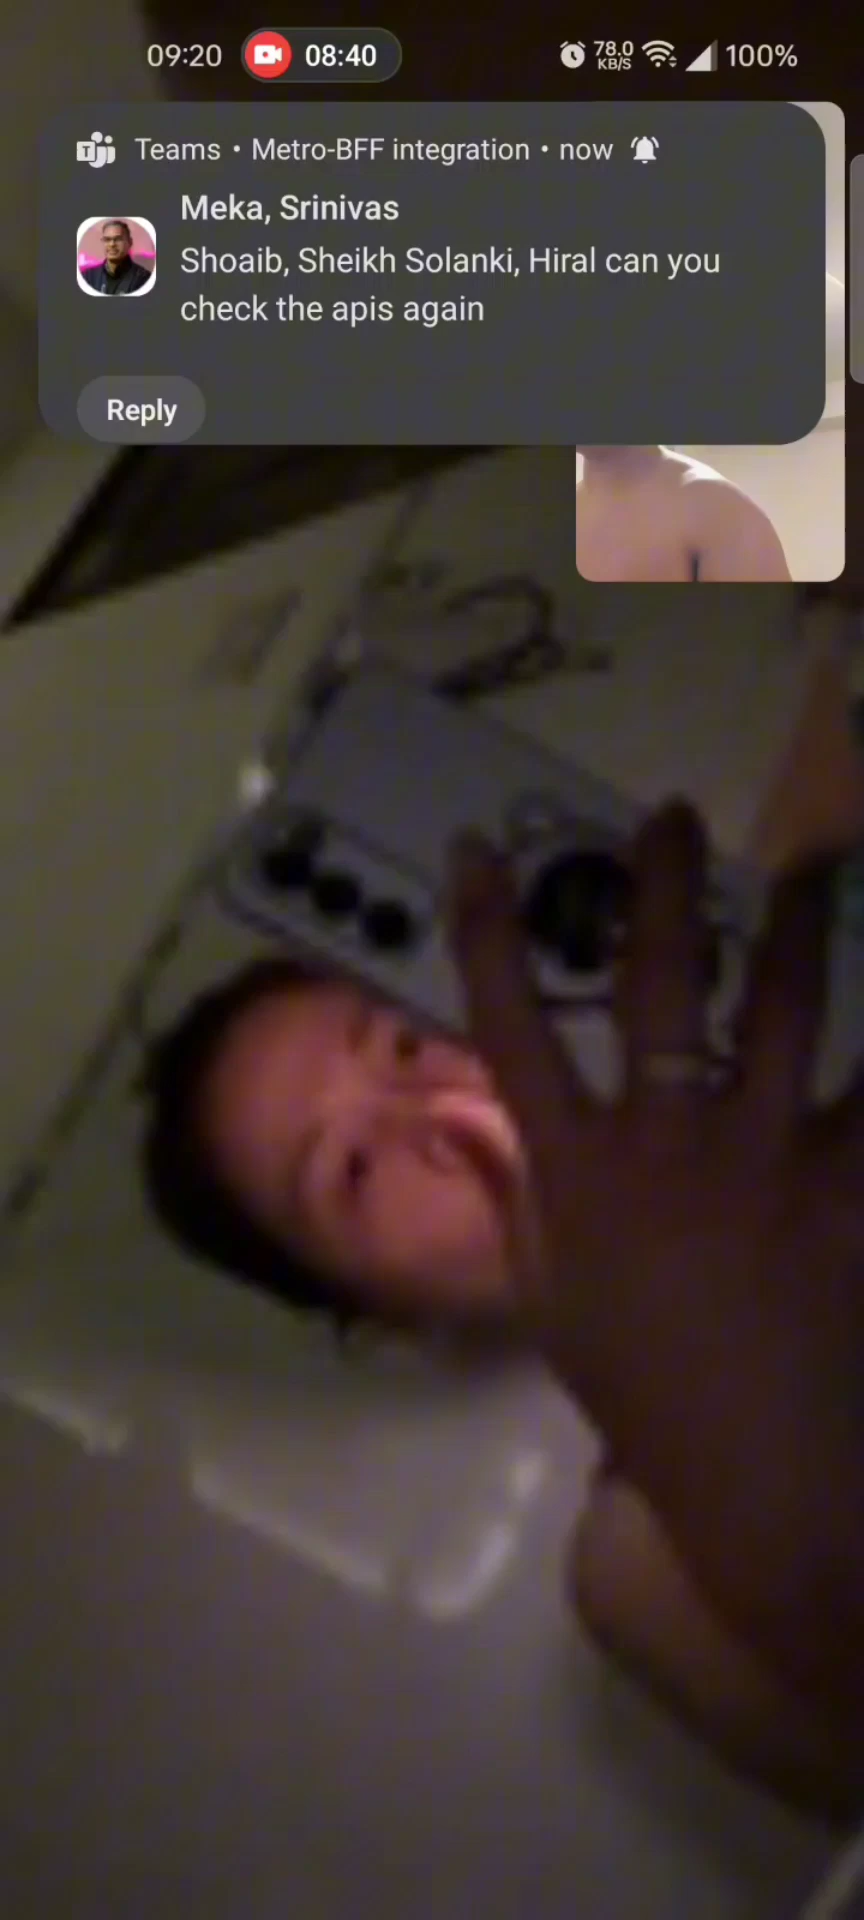 09:20 08:40 78.0 KB/S 100%
Teams • Metro-BFF integration • now
Meka, Srinivas
Shoaib, Sheikh Solanki, Hiral can you
check the apis again
Reply